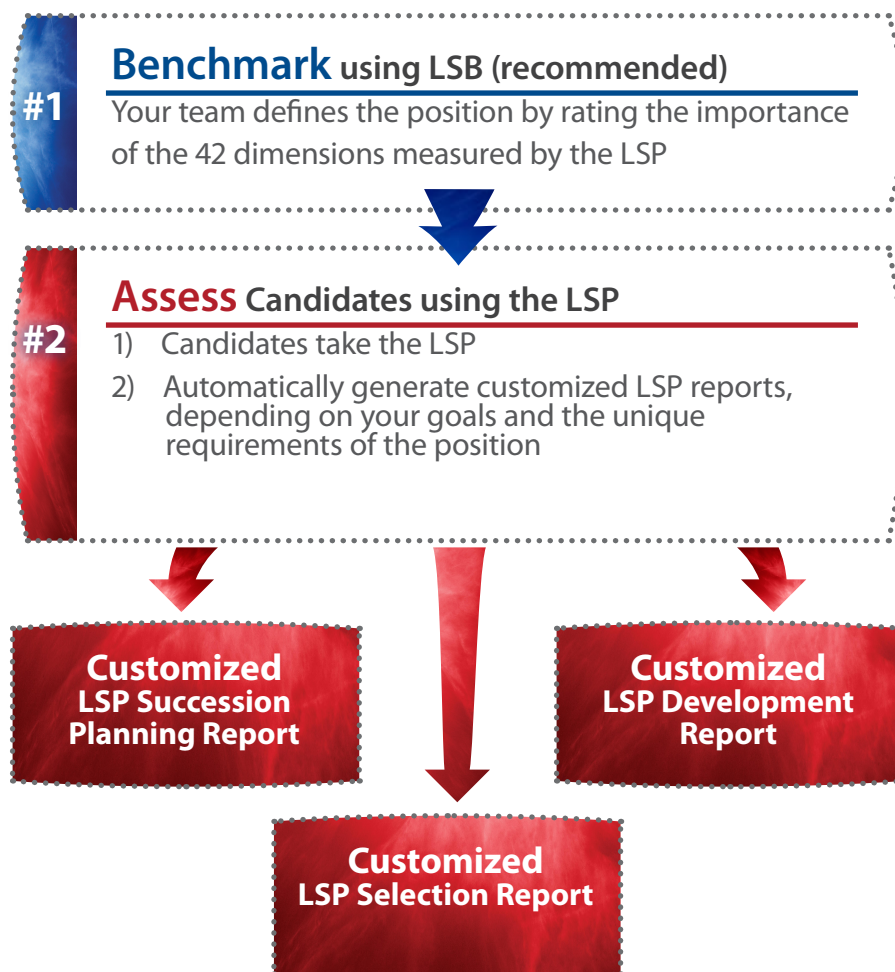 #1
Benchmark using LSB (recommended)
Your team defines the position by rating the importance
of the 42 dimensions measured by the LSP
#2
Assess Candidates using the LSP
1) Candidates take the LSP
2) Automatically generate customized LSP reports,
depending on your goals and the unique
requirements of the position
Customized
LSP Succession
Planning Report
Customized
LSP Development
Report
Customized
LSP Selection Report